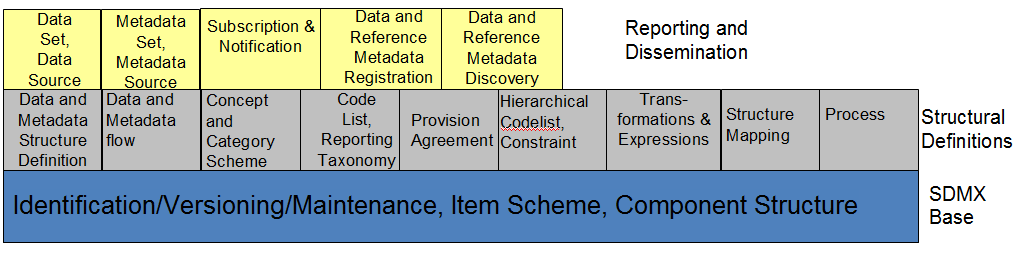 Data
Set,
Data
Source
Metadata
Set,
Metadata
Source
Subscription &
Notification
Data and
Reference
Metadata
Registration
Data and
Reference
Metadata
Discovery
Reporting and
Dissemination
Data and
Metadata
Structure
Definition
Data and
Metadata
flow
Concept
and
Category
Scheme
Code
List,
Reporting
Taxonomy
Provision
Agreement
Hierarchical
Codelist,
Constraint
Trans-
formations &
Expressions
Structure
Mapping
Process
Structural
Definitions
Identification/Versioning/Maintenance, Item Scheme, Component Structure
SDMX
Base